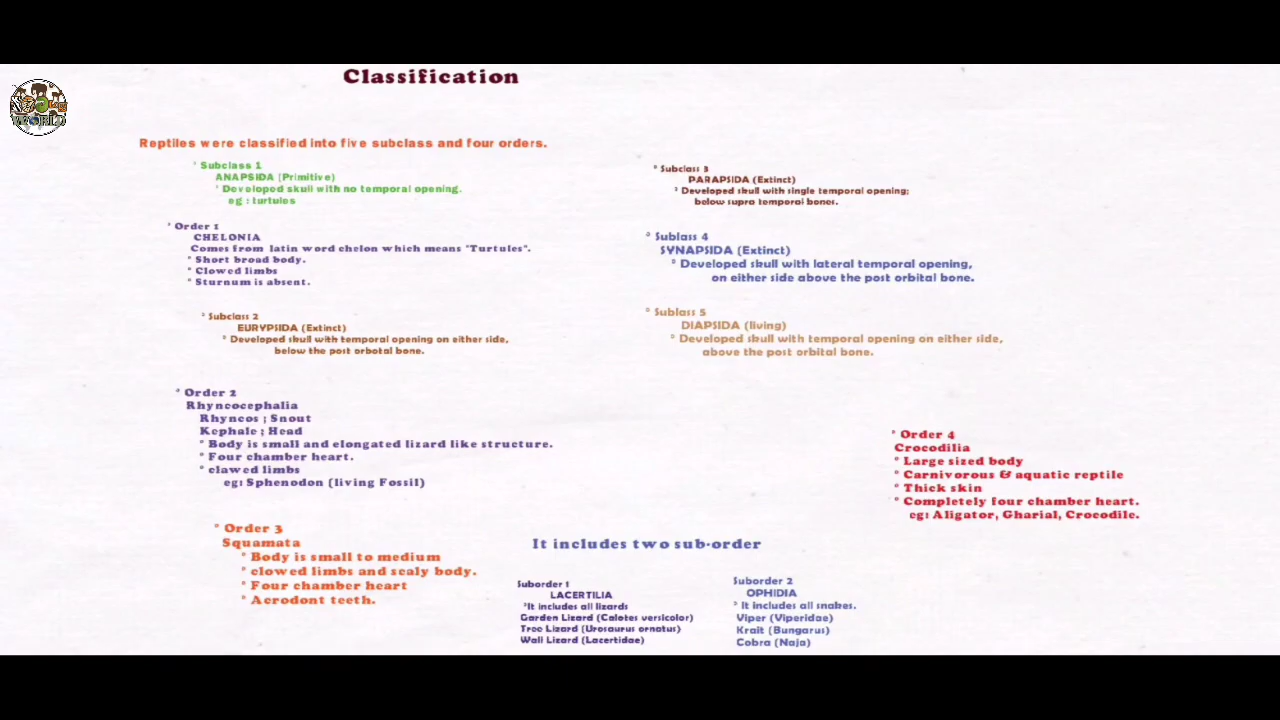 Classification
WORLD
Reptiles were classified into five subclass and four orders.
* Subclass 1
ANAPSIDA (Primitive)
* Developed skull with no temporal opening.
eg : turtules
* Order 1
CHELONIA
Comes from latin word chelon which means "Turtules".
* Short broad body.
* Clowed limbs
* Sturnum is absent.
* Subclass 2
EURYPSIDA (Extinct)
* Developed skull with temporal opening on either side,
below the post orbotal bone.
* Order 2
Rhyncocephalia
Rhyncos ; Snout
Kephale ; Head
* Body is small and elongated lizard like structure.
* Four chamber heart.
* clawed limbs
eg: Sphenodon (living Fossil)
* Order 3
Squamata
* Body is small to medium
* clowed limbs and scaly body.
* Four chamber heart
* Acrodont teeth.
* Subclass 3
PARAPSIDA (Extinct)
* Developed skull with single temporal opening;
below supra temporal bones.
* Sublass 4
SYNAPSIDA (Extinct)
* Developed skull with lateral temporal opening,
on either side above the post orbital bone.
* Sublass 5
DIAPSIDA (living)
* Developed skull with temporal opening on either side,
above the post orbital bone.
* Order 4
Crocodilia
* Large sized body
* Carnivorous & aquatic reptile
* Thick skin
* Completely four chamber heart.
eg: Aligator, Gharial, Crocodile.
It includes two sub-order
Suborder 1
LACERTILIA
*It includes all lizards
Garden Lizard (Calotes versicolor)
Tree Lizard (Urosaurus ornatus)
Wall Lizard (Lacertidae)
Suborder 2
OPHIDIA
* It includes all snakes.
Viper (Viperidae)
Krait (Bungarus)
Cobra (Naja)